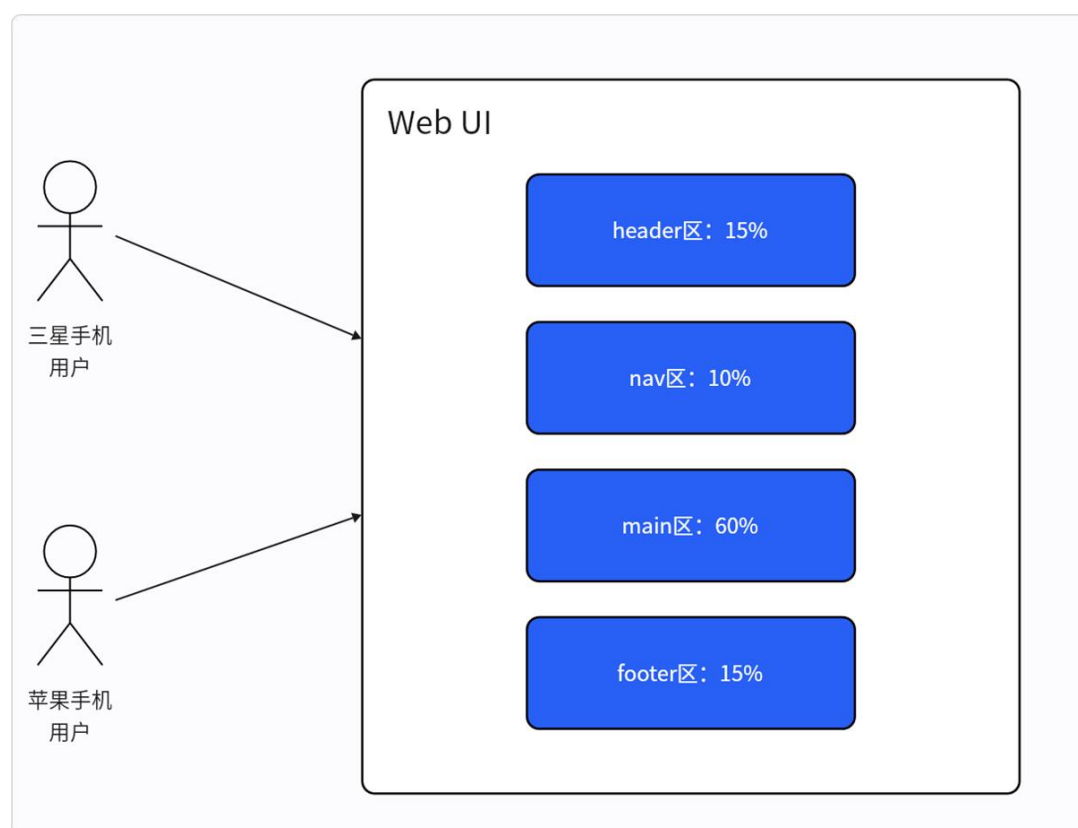 Web UI
header区：15%
三星手机
用户
nav区：10%
main区：60%
footer区：15%
苹果手机
用户